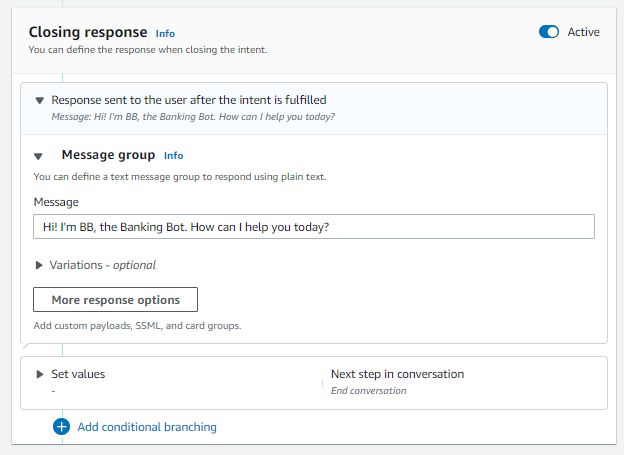 Closing response Info
Active
You can define the response when closing the intent.
Response sent to the user after the intent is fulfilled
Message: Hi! I'm BB, the Banking Bot. How can I help you today?
Message group Info
You can define a text message group to respond using plain text.
Message
Hi! I'm BB, the Banking Bot. How can I help you today?
Variations - optional
More response options
Add custom payloads, SSML, and card groups.
Set values
-
Next step in conversation
End conversation
Add conditional branching